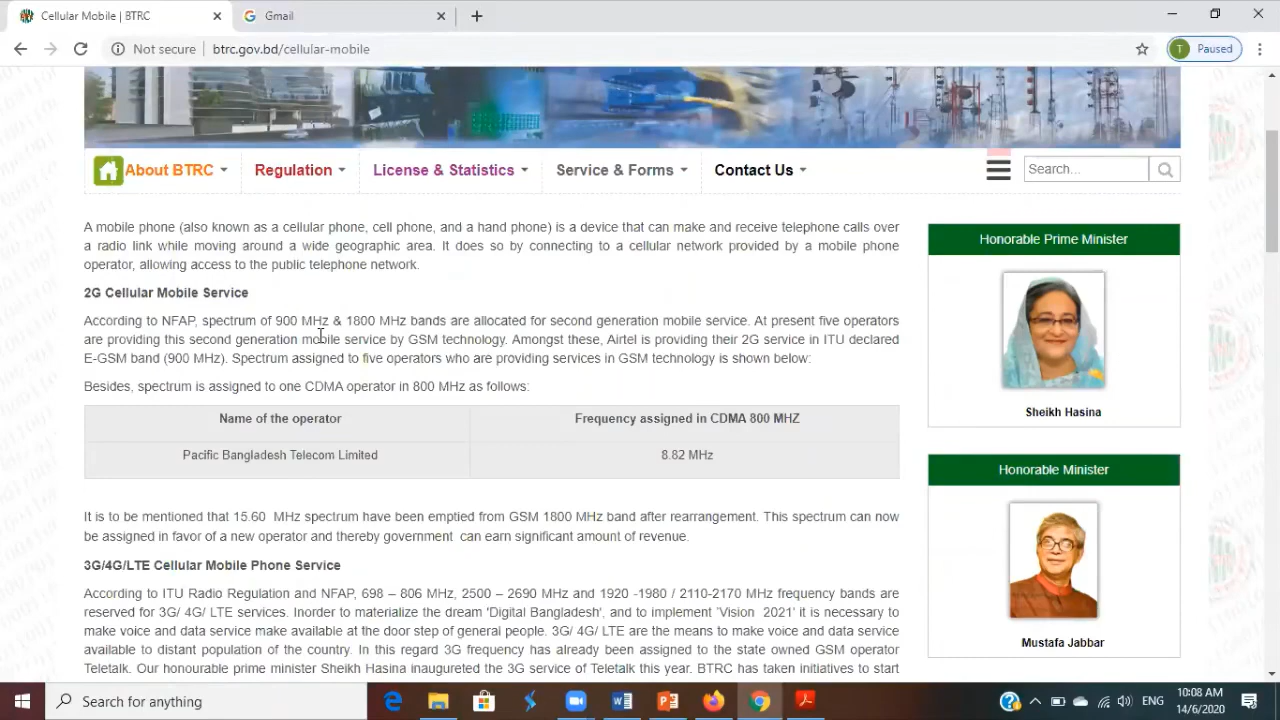 Cellular Mobile | BTRC
Gmail
Not secure
btrc.gov.bd/cellular-mobile
T
Paused
About BTRC
Regulation
License & Statistics
Service & Forms
Contact Us
Search...
A mobile phone (also known as a cellular phone, cell phone, and a hand phone) is a device that can make and receive telephone calls over
a radio link while moving around a wide geographic area. It does so by connecting to a cellular network provided by a mobile phone
operator, allowing access to the public telephone network.
2G Cellular Mobile Service
According to NFAP, spectrum of 900 MHz & 1800 MHz bands are allocated for second generation mobile service. At present five operators
are providing this second generation mobile service by GSM technology. Amongst these, Airtel is providing their 2G service in ITU declared
E-GSM band (900 MHz). Spectrum assigned to five operators who are providing services in GSM technology is shown below:
Besides, spectrum is assigned to one CDMA operator in 800 MHz as follows:
Name of the operator
Frequency assigned in CDMA 800 MHZ
Pacific Bangladesh Telecom Limited
8.82 MHz
It is to be mentioned that 15.60 MHz spectrum have been emptied from GSM 1800 MHz band after rearrangement. This spectrum can now
be assigned in favor of a new operator and thereby government can earn significant amount of revenue.
3G/4G/LTE Cellular Mobile Phone Service
According to ITU Radio Regulation and NFAP, 698 – 806 MHz, 2500 – 2690 MHz and 1920 -1980 / 2110-2170 MHz frequency bands are
reserved for 3G/ 4G/ LTE services. Inorder to materialize the dream 'Digital Bangladesh', and to implement 'Vision 2021' it is necessary to
make voice and data service make available at the door step of general people. 3G/ 4G/ LTE are the means to make voice and data service
available to distant population of the country. In this regard 3G frequency has already been assigned to the state owned GSM operator
Teletalk. Our honourable prime minister Sheikh Hasina inaugureted the 3G service of Teletalk this year. BTRC has taken initiatives to start
Honorable Prime Minister
Sheikh Hasina
Honorable Minister
Mustafa Jabbar
Search for anything
ENG
10:08 AM
14/6/2020